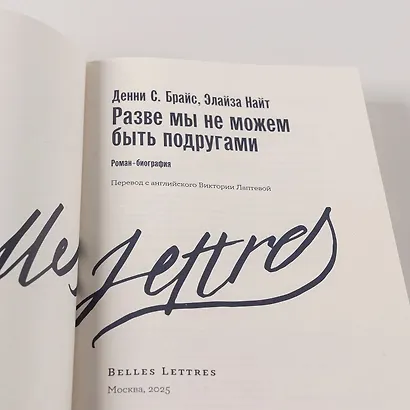 Денни С. Брайс, Элайза Найт
Разве мы не можем
быть подругами
Роман-биография
Перевод с английского Виктории Лаптевой
lle
Lettres
BELLES LETTRES
Москва, 2025